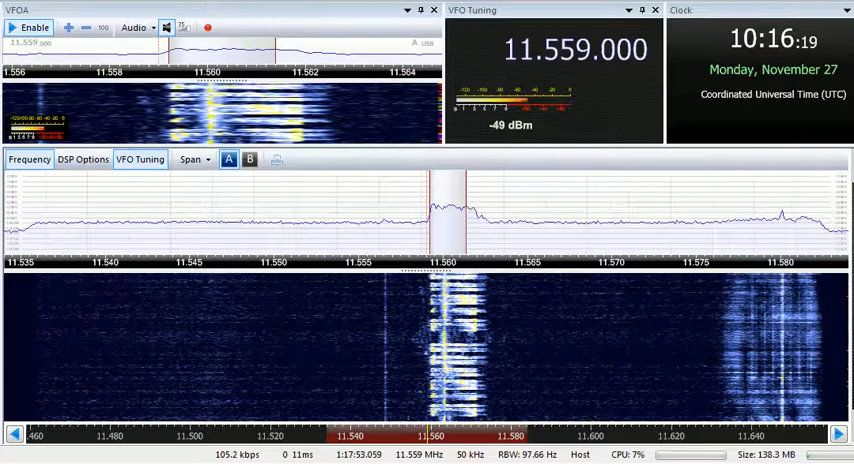 VFOA
VFO Tuning
Clock
Enable
100
Audio
75
11.559.000
A USB
1.556 11.558 11.560 11.562 11.564
11.559.000
-49 dBm
10:16:19
Monday, November 27
Coordinated Universal Time (UTC)
Frequency DSP Options VFO Tuning Span A B
11.535 11.540 11.545 11.550 11.555 11.560 11.565 11.570 11.575 11.580
.460 11.480 11.500 11.520 11.540 11.560 11.584 11.600 11.620 11.640
105.2 kbps 0 11ms 1:17:53.059 11.559 MHz 50 kHz RBW: 97.66 Hz Host CPU: 7% Size: 138.3 MB